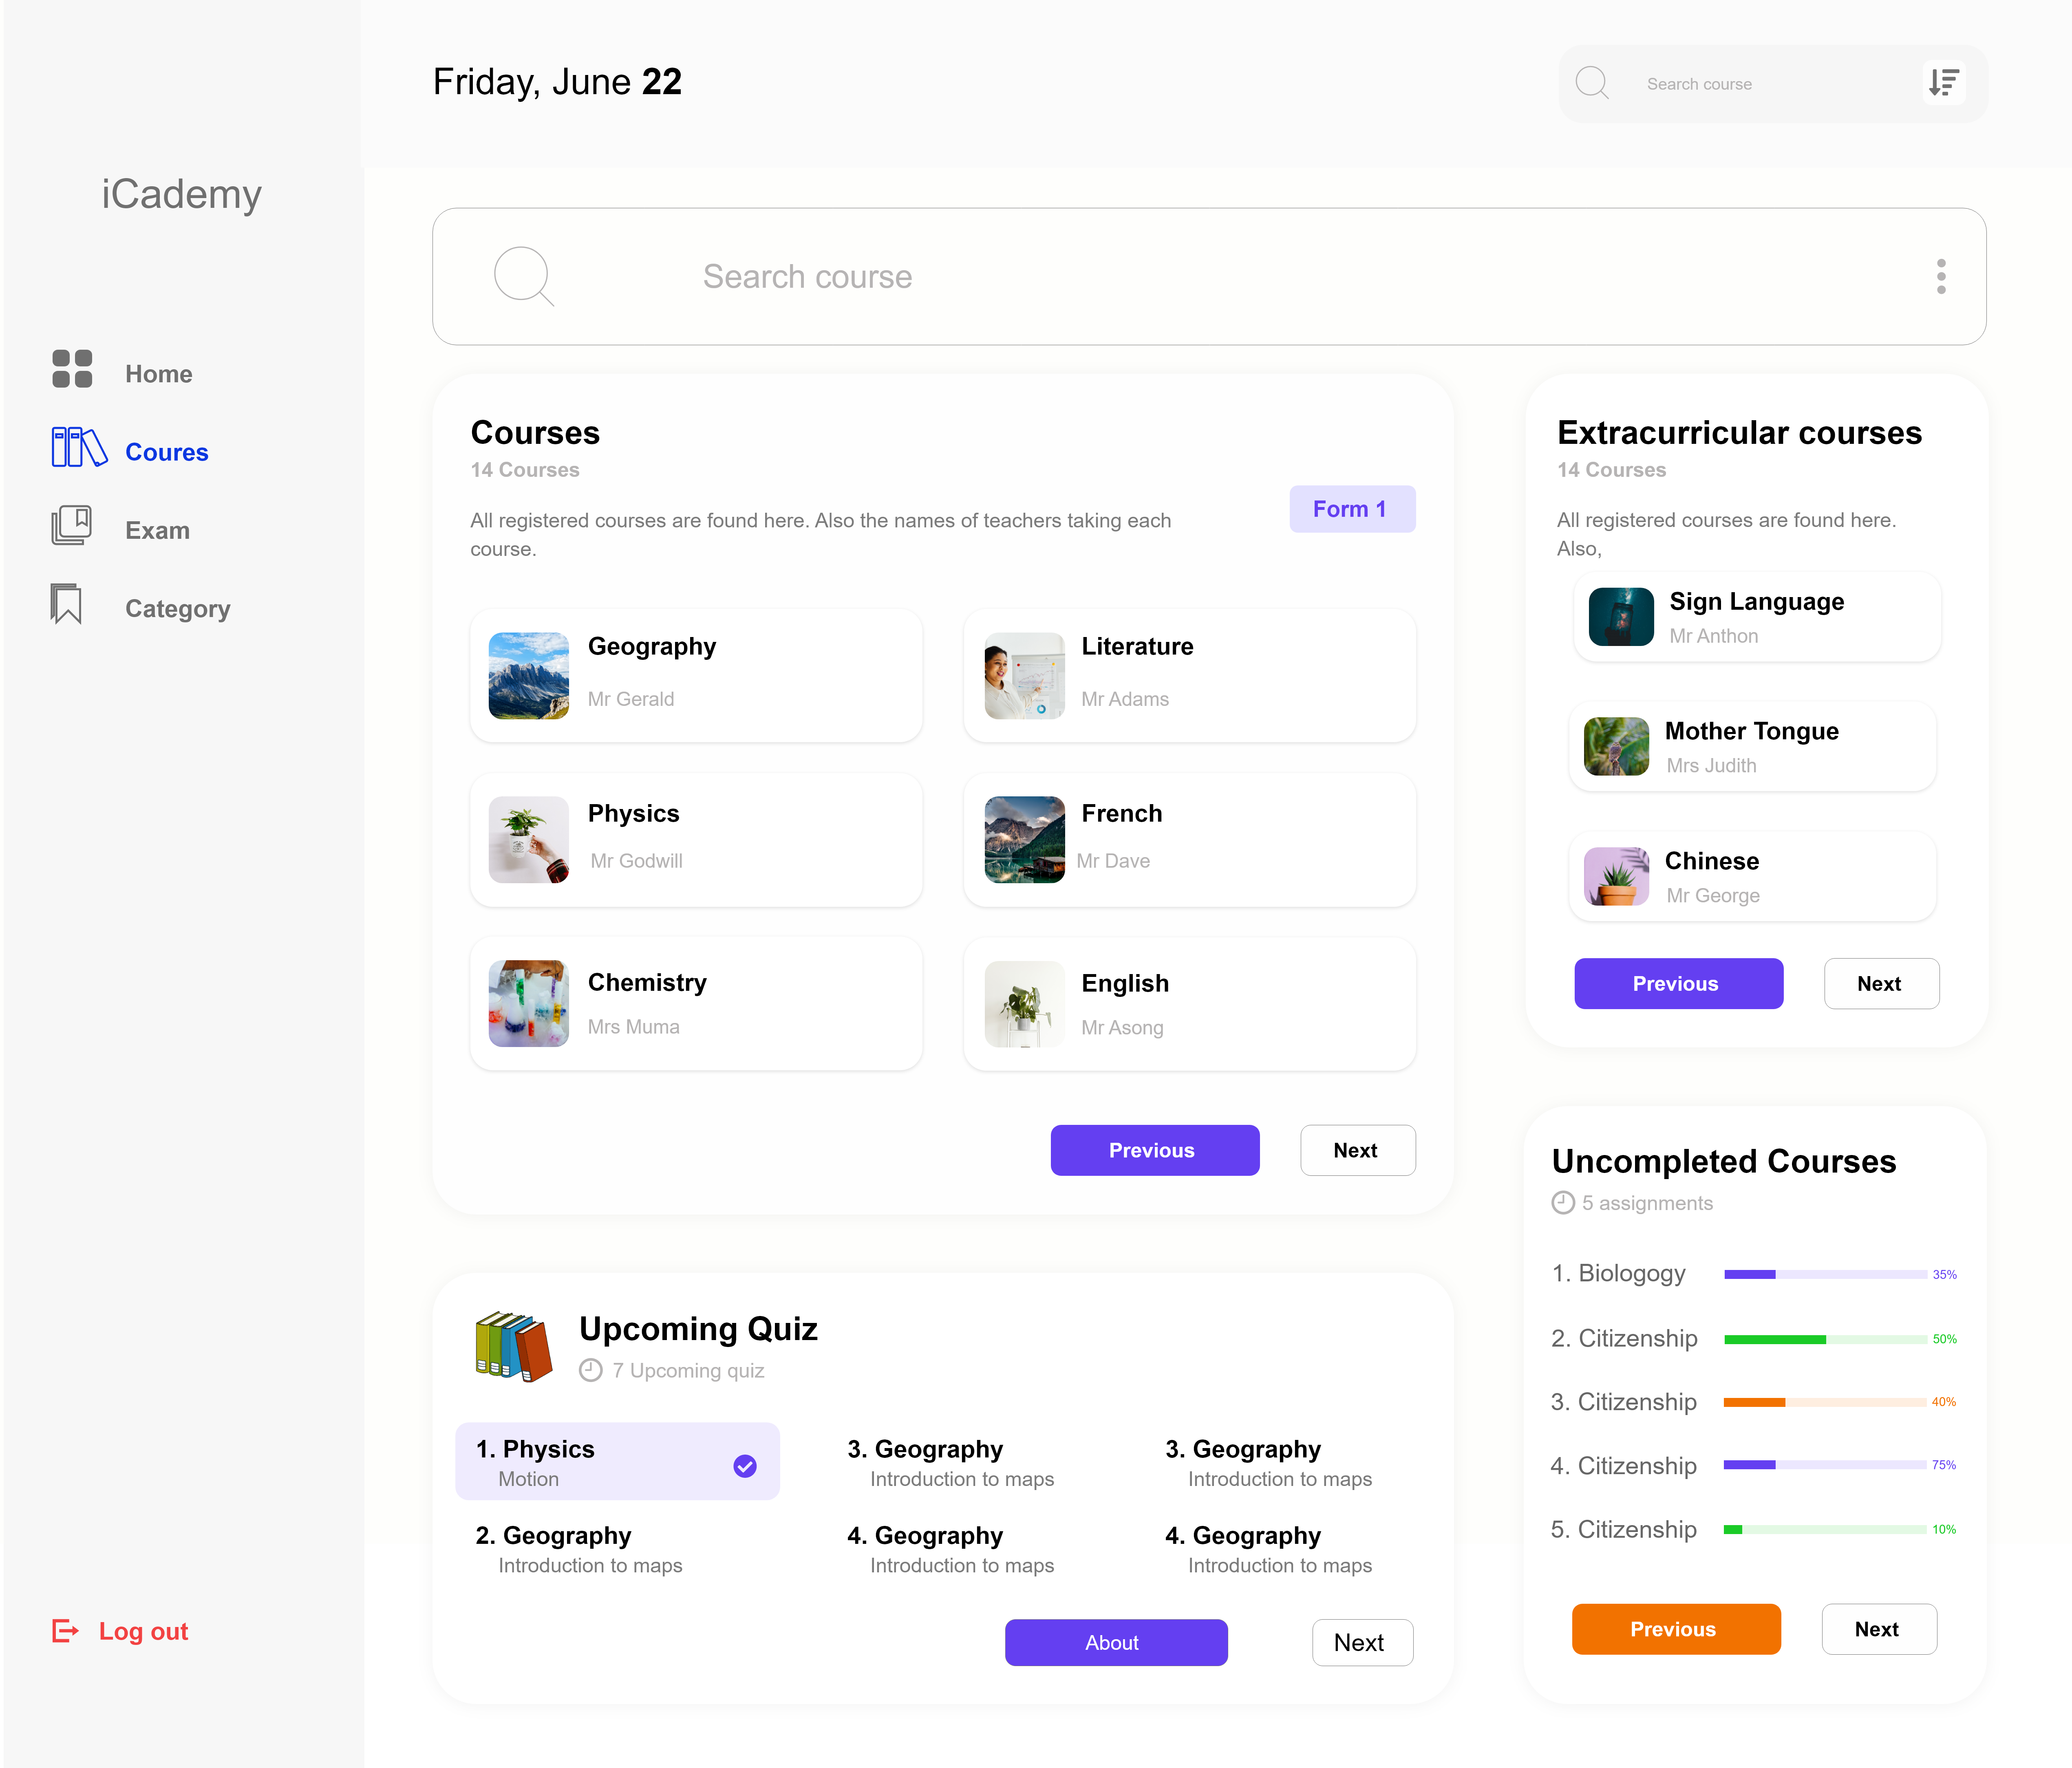 Friday, June 22
Search course
iCademy
Search course
Home
Coures
Exam
Category
Log out
Courses
14 Courses
All registered courses are found here. Also the names of teachers taking each
course.
Form 1
Geography
Mr Gerald
Literature
Mr Adams
Physics
Mr Godwill
French
Mr Dave
Chemistry
Mrs Muma
English
Mr Asong
Previous
Next
Extracurricular courses
14 Courses
All registered courses are found here.
Also,
Sign Language
Mr Anthon
Mother Tongue
Mrs Judith
Chinese
Mr George
Previous
Next
Upcoming Quiz
7 Upcoming quiz
1. Physics
Motion
2. Geography
Introduction to maps
3. Geography
Introduction to maps
4. Geography
Introduction to maps
3. Geography
Introduction to maps
4. Geography
Introduction to maps
About
Next
Uncompleted Courses
5 assignments
1. Biologogy 35%
2. Citizenship 50%
3. Citizenship 40%
4. Citizenship 75%
5. Citizenship 10%
Previous
Next